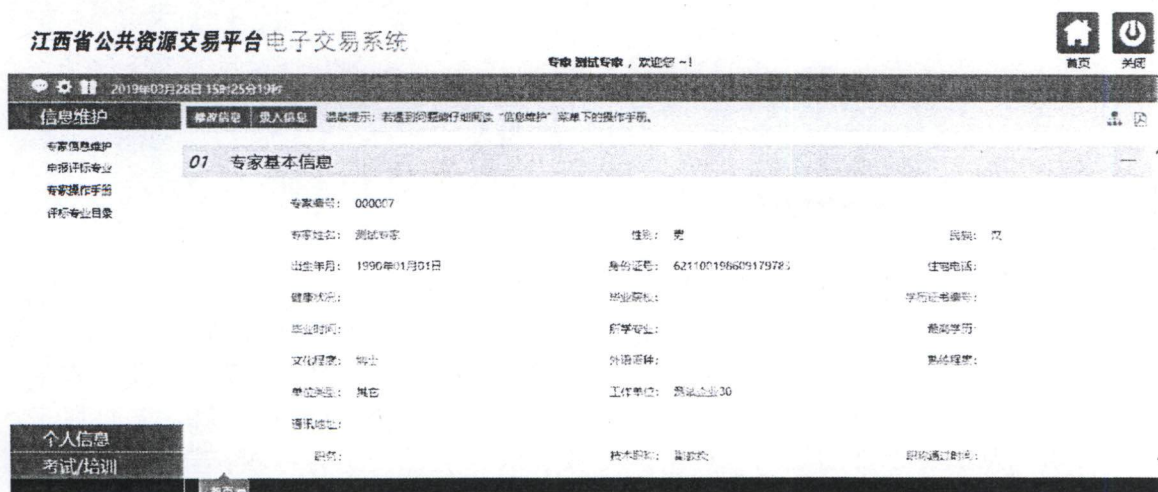 江西省公共资源交易平台电子交易系统
专家 测试专家，欢迎您 ~!
首页 关闭
2019年03月28日 15时25分19秒
信息维护
修改信息 录入信息 温馨提示：若遇到问题请仔细阅读“信息维护”菜单下的操作手册。
专家信息维护
申报评标专业
专家操作手册
评标专业目录
01 专家基本信息
专家编号： 000007
专家姓名： 测试专家 性别： 男 民族： 汉
出生年月： 1990年01月01日 身份证号： 住宅电话：
健康状况： 毕业院校： 学历证书编号：
毕业时间： 所学专业： 最高学历：
文化程度： 博士 外语语种： 熟练程度：
单位类型： 其它 工作单位：
通讯地址：
职务： 技术职称： 副教授 职称通过时间：
个人信息
考试/培训
首页